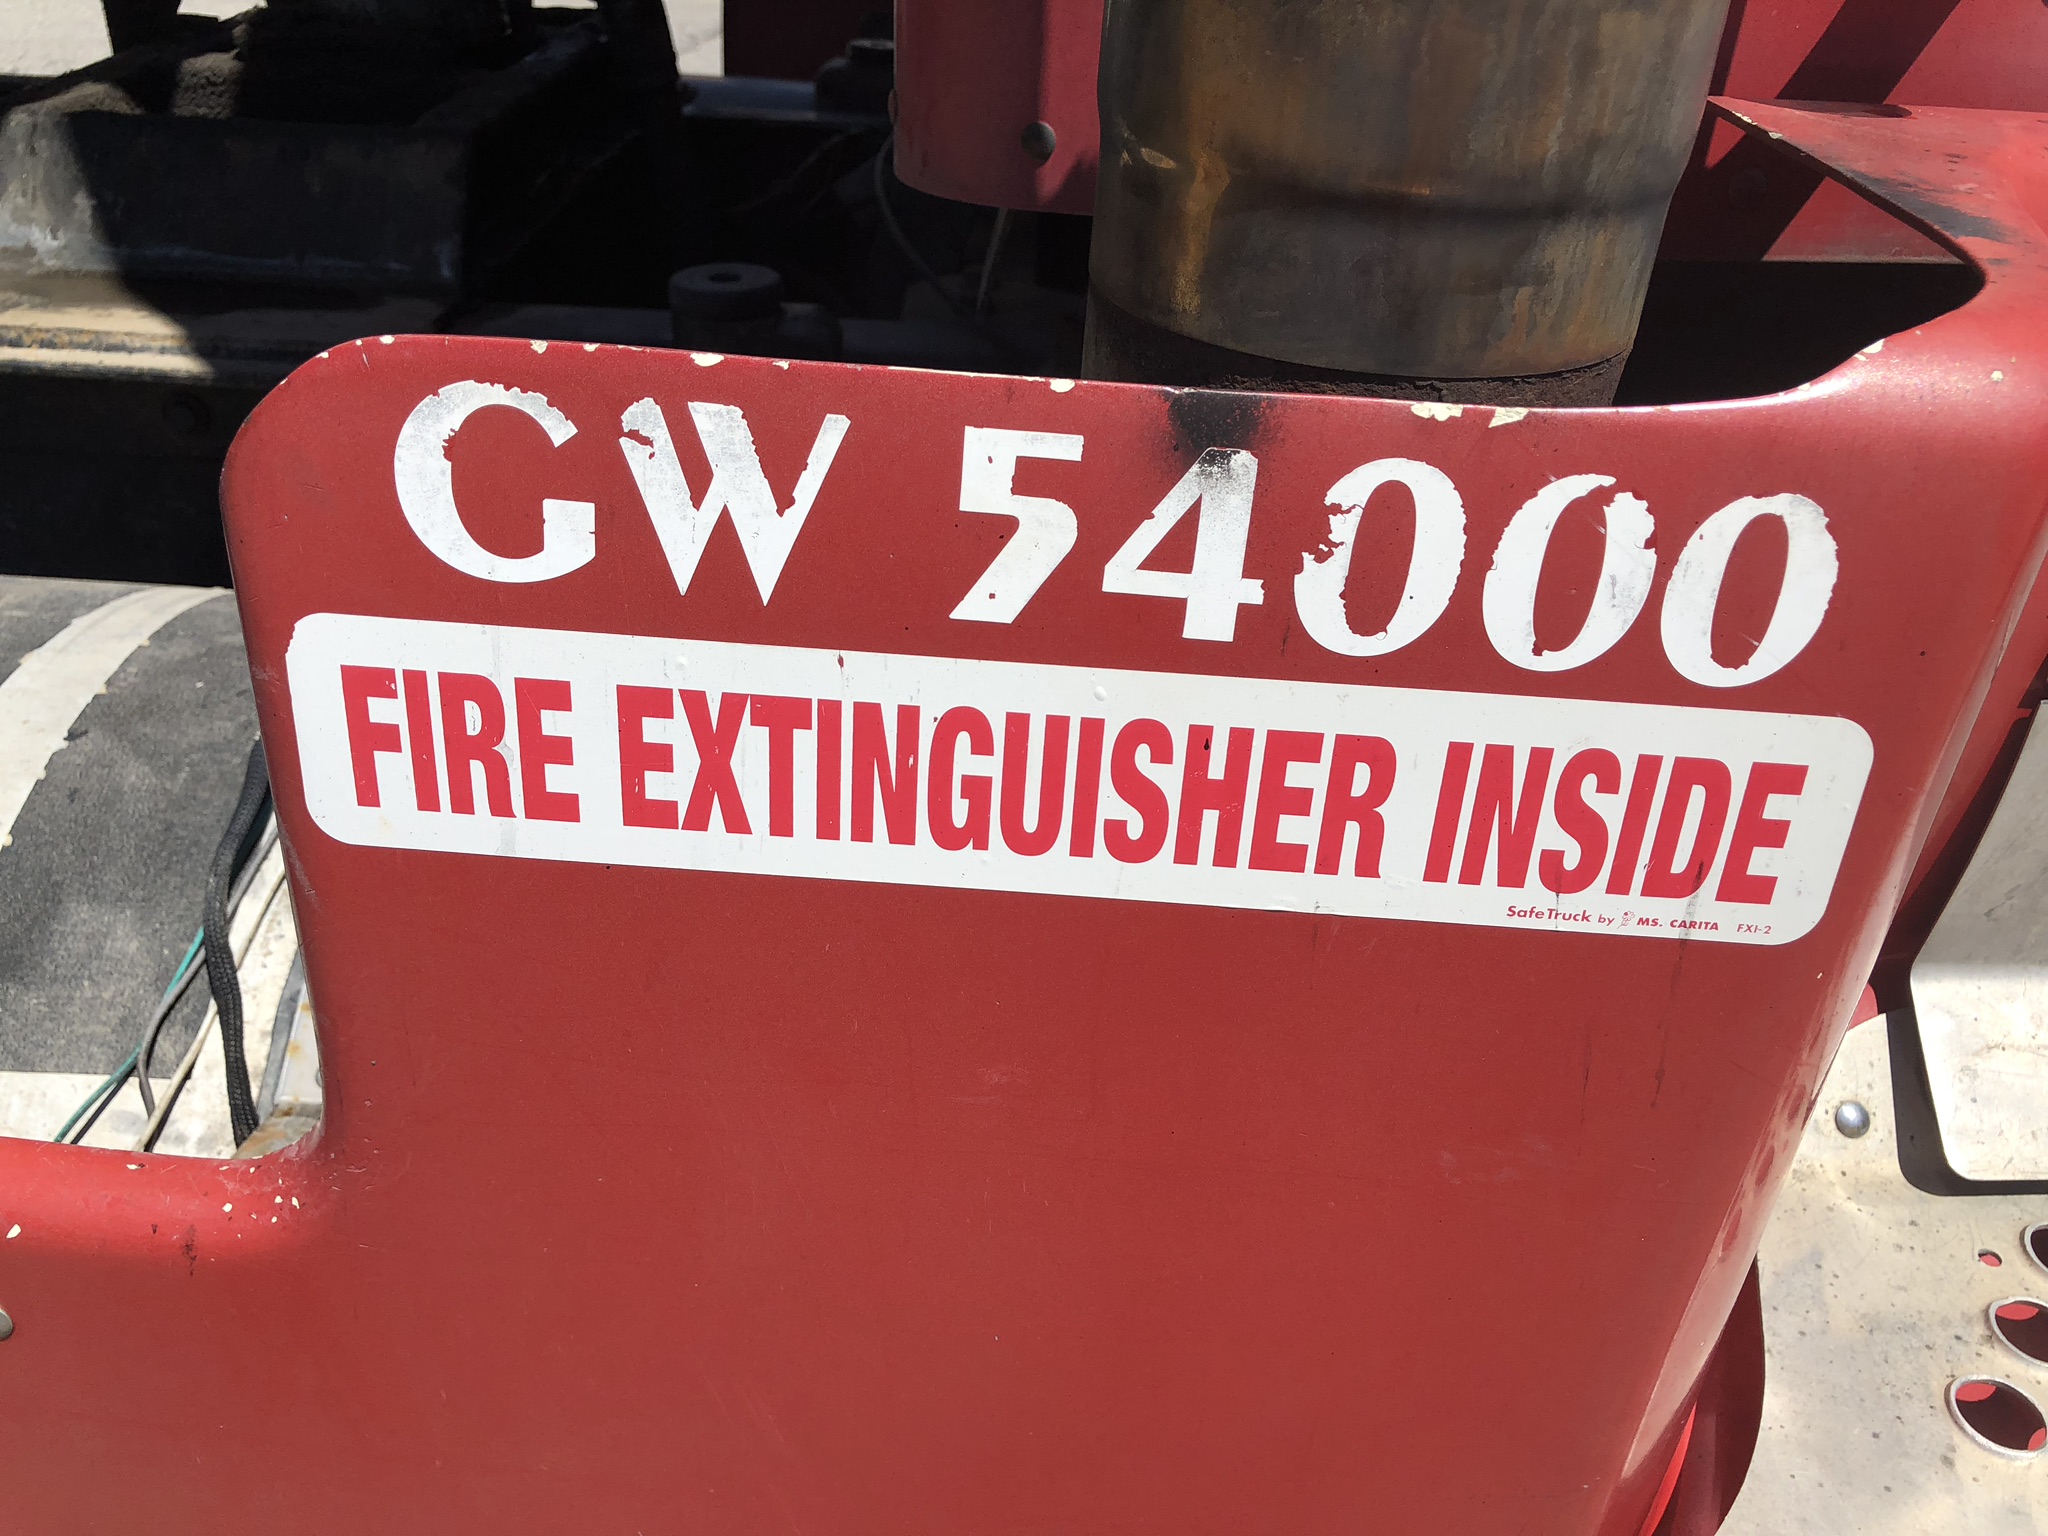 GW 54000
FIRE EXTINGUISHER INSIDE
SafeTruck by MS. CARITA FXI-2